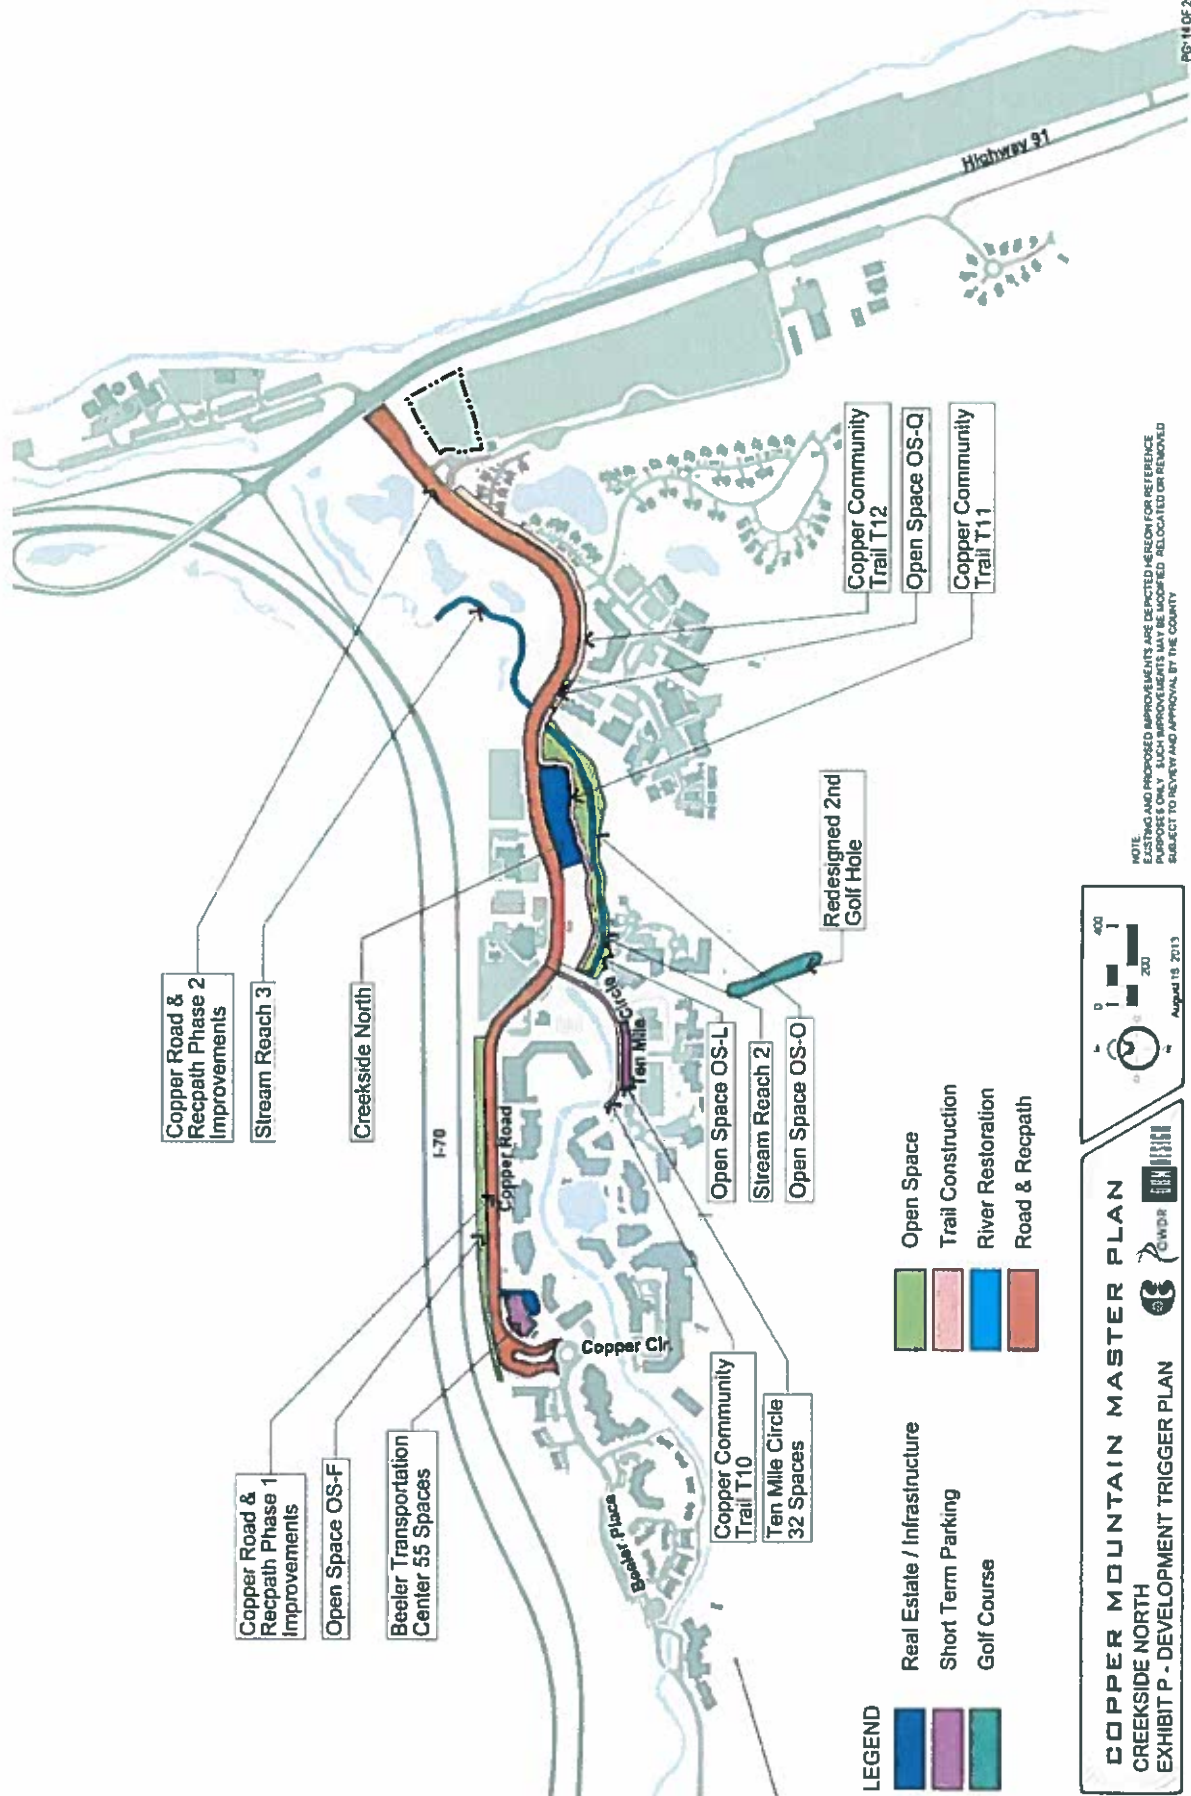 Copper Road &
Recpath Phase 1
Improvements
Open Space OS-F
Beeler Transportation
Center 55 Spaces
Copper Road &
Recpath Phase 2
Improvements
Stream Reach 3
Creekside North
I-70
Copper Road
Copper Cir.
Beeler Place
Ten Mile Circle
Highway 91
Copper Community
Trail T10
Ten Mile Circle
32 Spaces
Open Space OS-L
Stream Reach 2
Open Space OS-O
Redesigned 2nd
Golf Hole
Copper Community
Trail T12
Open Space OS-Q
Copper Community
Trail T11
LEGEND
Real Estate / Infrastructure
Short Term Parking
Golf Course
Open Space
Trail Construction
River Restoration
Road & Recpath
COPPER MOUNTAIN MASTER PLAN
CREEKSIDE NORTH
EXHIBIT P - DEVELOPMENT TRIGGER PLAN
CWDR
DESIGN
0 200 400
August 15 2013
NOTE
EXISTING AND PROPOSED IMPROVEMENTS ARE DEPICTED HEREON FOR REFERENCE
PURPOSES ONLY. SUCH IMPROVEMENTS MAY BE MODIFIED RELOCATED OR REMOVED
SUBJECT TO REVIEW AND APPROVAL BY THE COUNTY
PG 14 OF 2